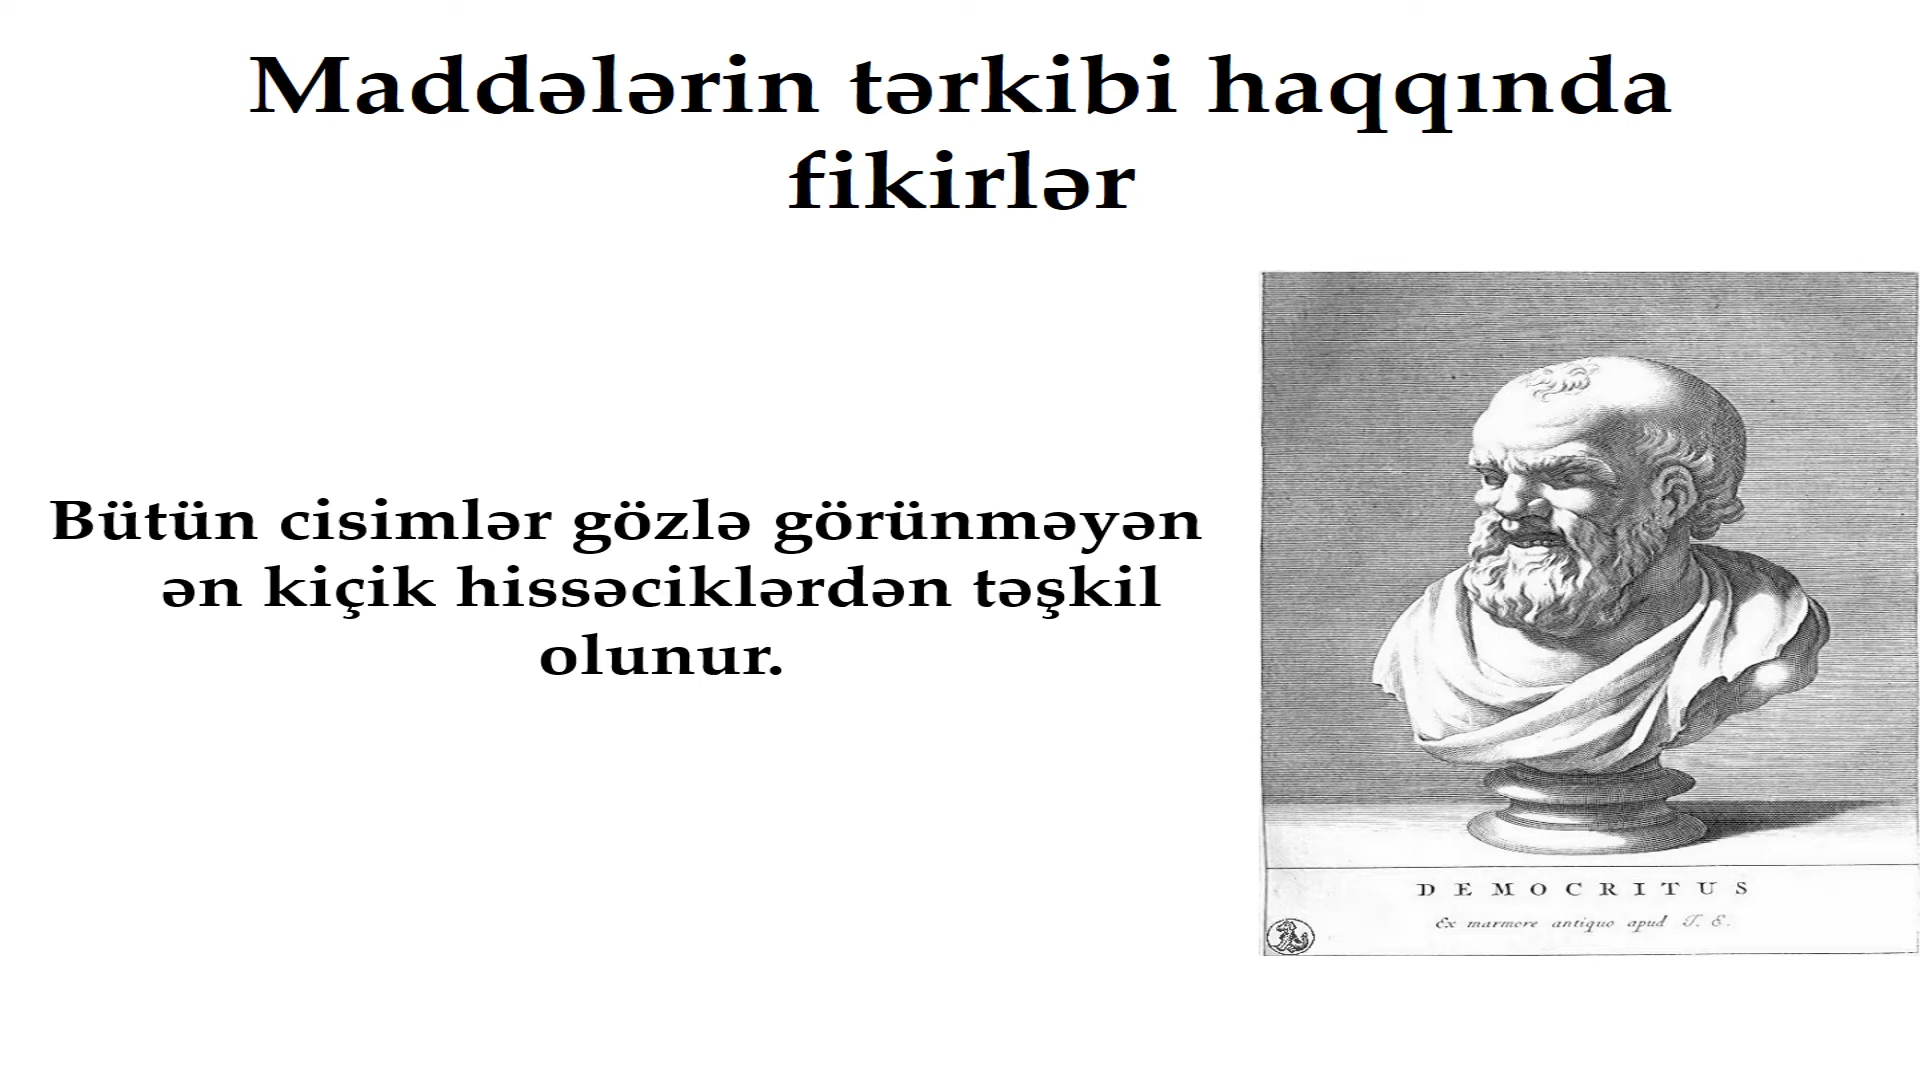 Maddələrin tərkibi haqqında
fikirlər
Bütün cisimlər gözlə görünməyən
ən kiçik hissəciklərdən təşkil
olunur.
DEMOCRITUS
Ex marmore antiquo apud T. E.